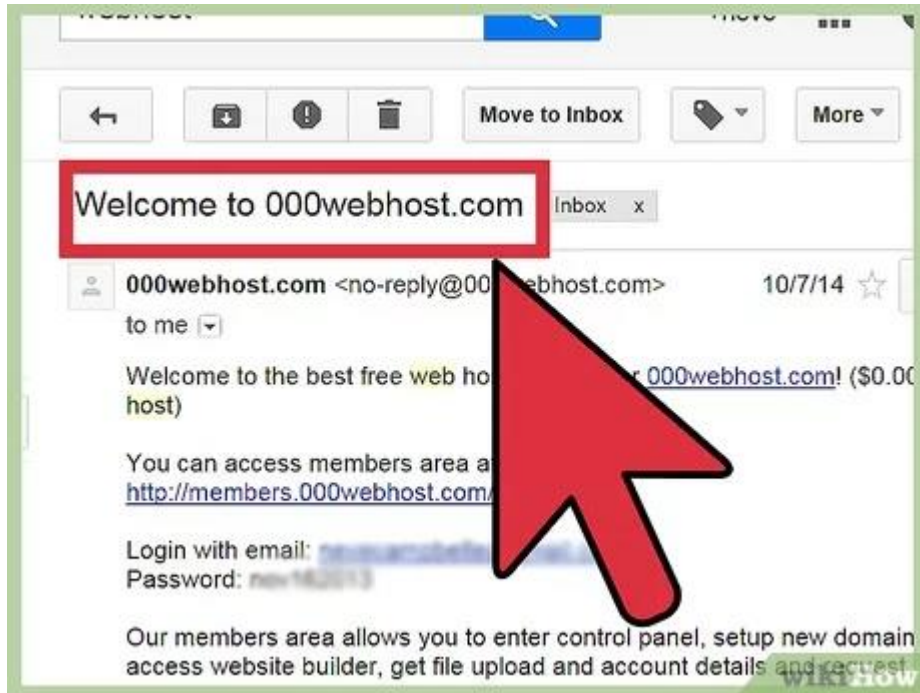 Move to Inbox
More
Welcome to 000webhost.com
Inbox x
000webhost.com <no-reply@00 ebhost.com>
10/7/14
to me
Welcome to the best free web ho r 000webhost.com! ($0.00
host)
You can access members area a
http://members.000webhost.com/
Login with email:
Password:
Our members area allows you to enter control panel, setup new domain
access website builder, get file upload and account details and request
wikiHow